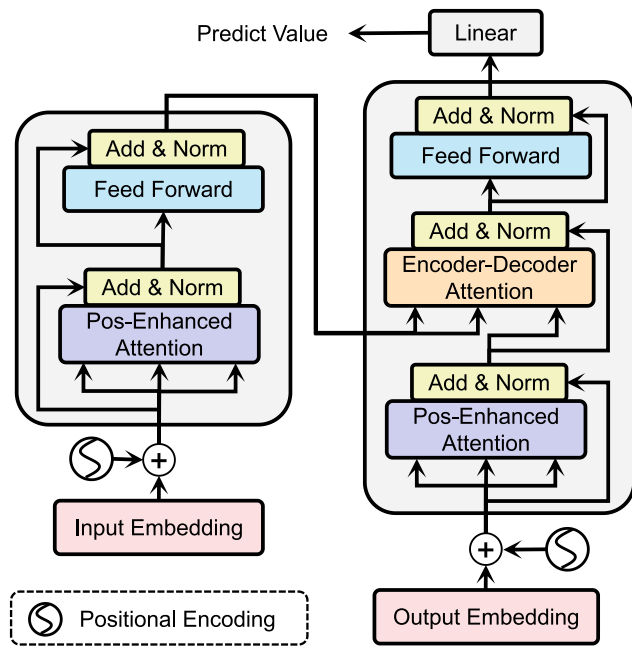 Predict Value
Linear
Add & Norm
Feed Forward
Add & Norm
Pos-Enhanced
Attention
Input Embedding
Add & Norm
Feed Forward
Add & Norm
Encoder-Decoder
Attention
Add & Norm
Pos-Enhanced
Attention
Output Embedding
Positional Encoding